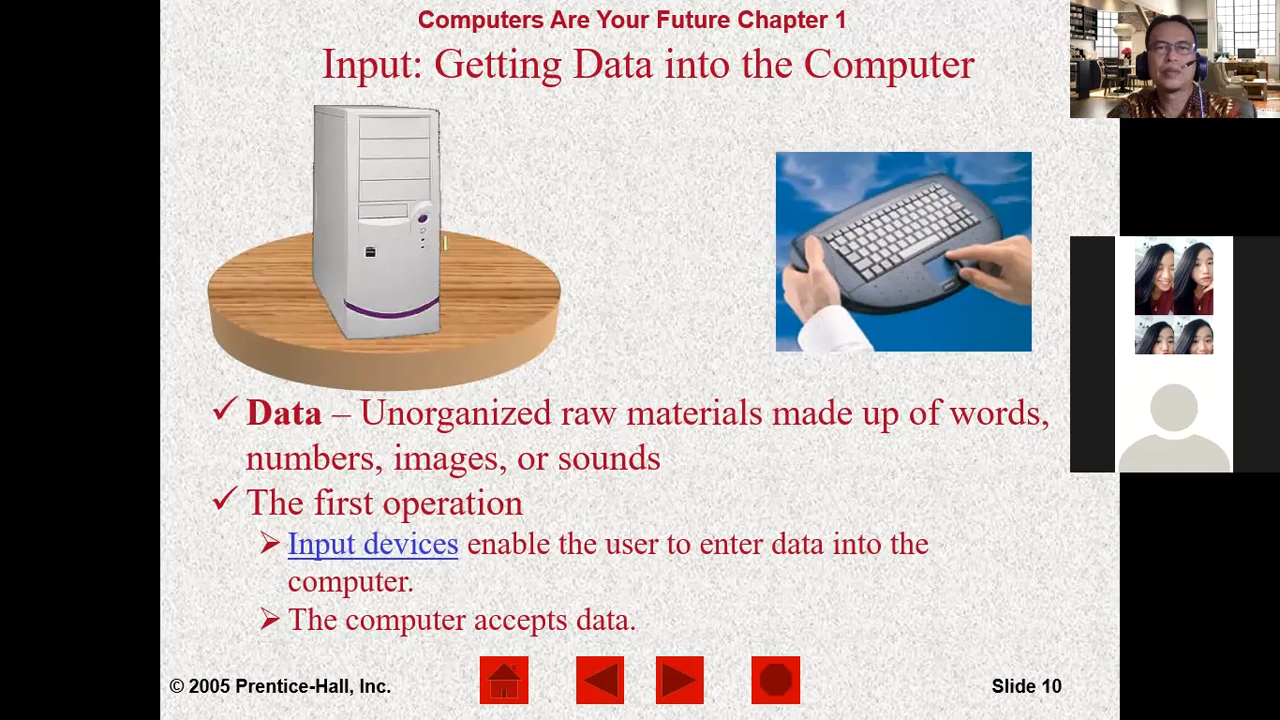 Computers Are Your Future Chapter 1
Input: Getting Data into the Computer
✓ Data – Unorganized raw materials made up of words,
numbers, images, or sounds
✓ The first operation
➢ Input devices enable the user to enter data into the
computer.
➢ The computer accepts data.
© 2005 Prentice-Hall, Inc.
Slide 10